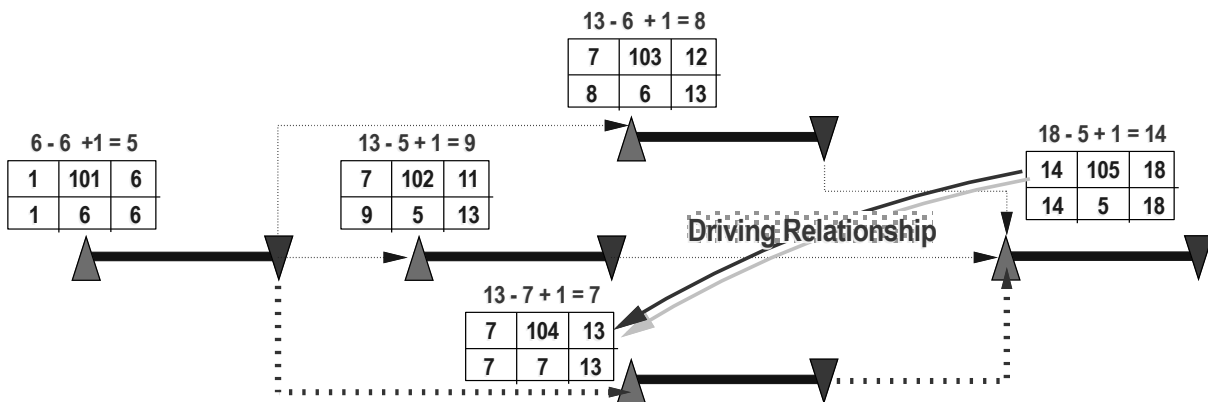 13 - 6 + 1 = 8
7 103 12
8 6 13
6 - 6 +1 = 5
1 101 6
1 6 6
13 - 5 + 1 = 9
7 102 11
9 5 13
18 - 5 + 1 = 14
14 105 18
14 5 18
Driving Relationship
13 - 7 + 1 = 7
7 104 13
7 7 13